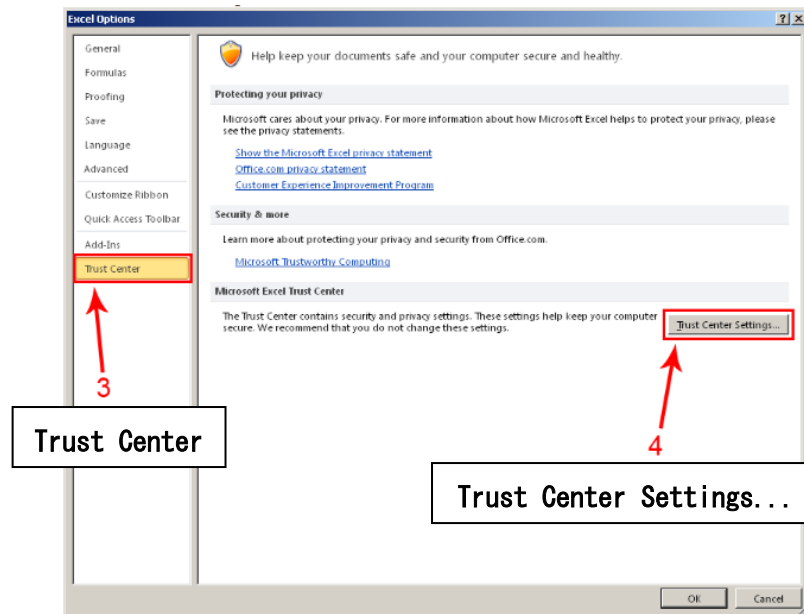 Excel Options
General
Formulas
Proofing
Save
Language
Advanced
Customize Ribbon
Quick Access Toolbar
Add-Ins
Trust Center
Help keep your documents safe and your computer secure and healthy.
Protecting your privacy
Microsoft cares about your privacy. For more information about how Microsoft Excel helps to protect your privacy, please
see the privacy statements.
Show the Microsoft Excel privacy statement
Office.com privacy statement
Customer Experience Improvement Program
Security & more
Learn more about protecting your privacy and security from Office.com.
Microsoft Trustworthy Computing
Microsoft Excel Trust Center
The Trust Center contains security and privacy settings. These settings help keep your computer
secure. We recommend that you do not change these settings.
Trust Center Settings...
3
Trust Center
4
Trust Center Settings...
OK
Cancel